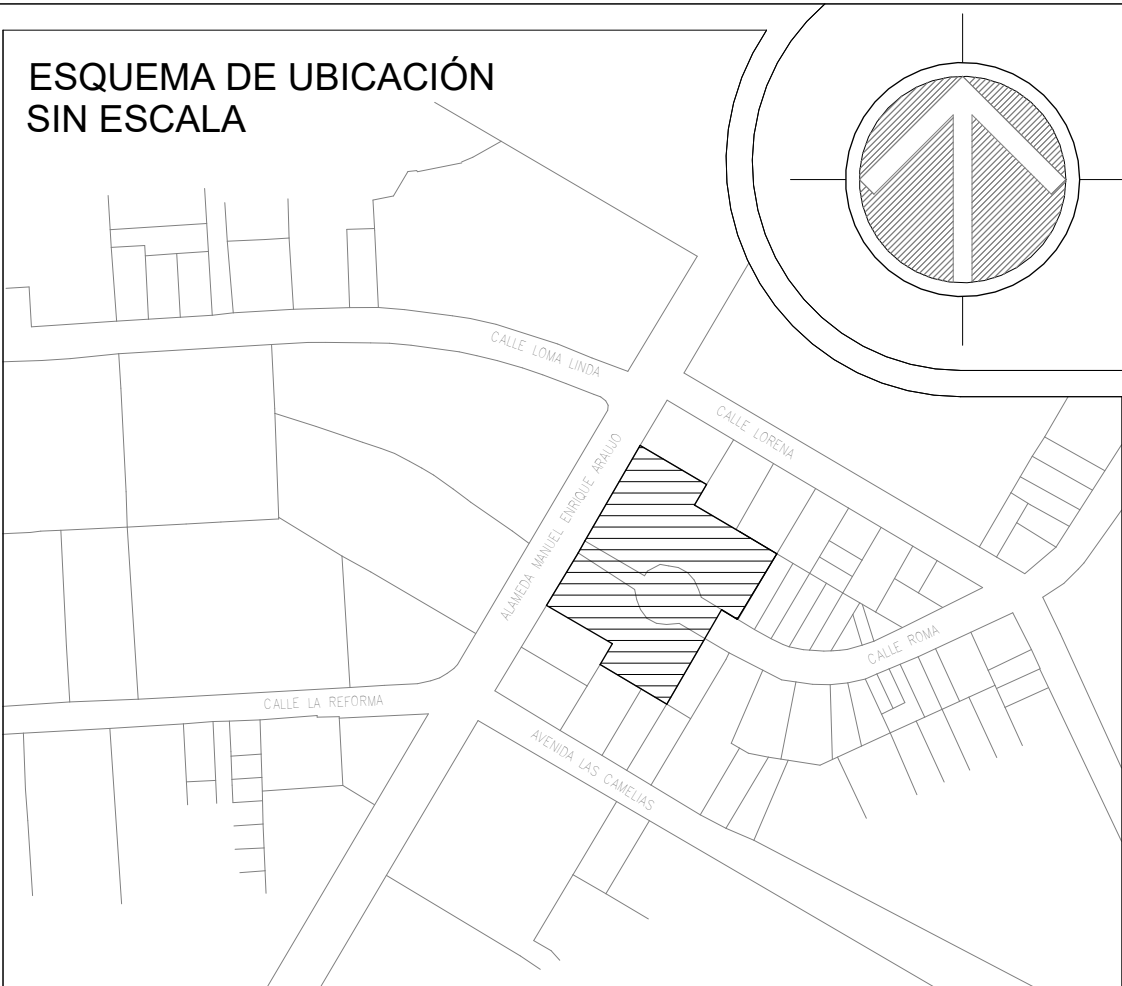 ESQUEMA DE UBICACIÓN
SIN ESCALA
CALLE LOMA LINDA
CALLE LORENA
ALAMEDA MANUEL ENRIQUE ARAUJO
CALLE ROMA
CALLE LA REFORMA
AVENIDA LAS CAMELIAS